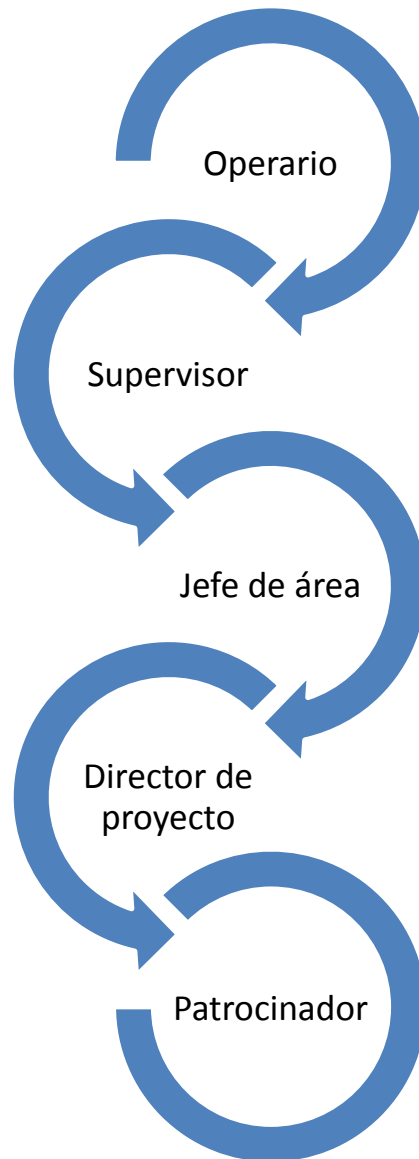 Operario
Supervisor
Jefe de área
Director de
proyecto
Patrocinador